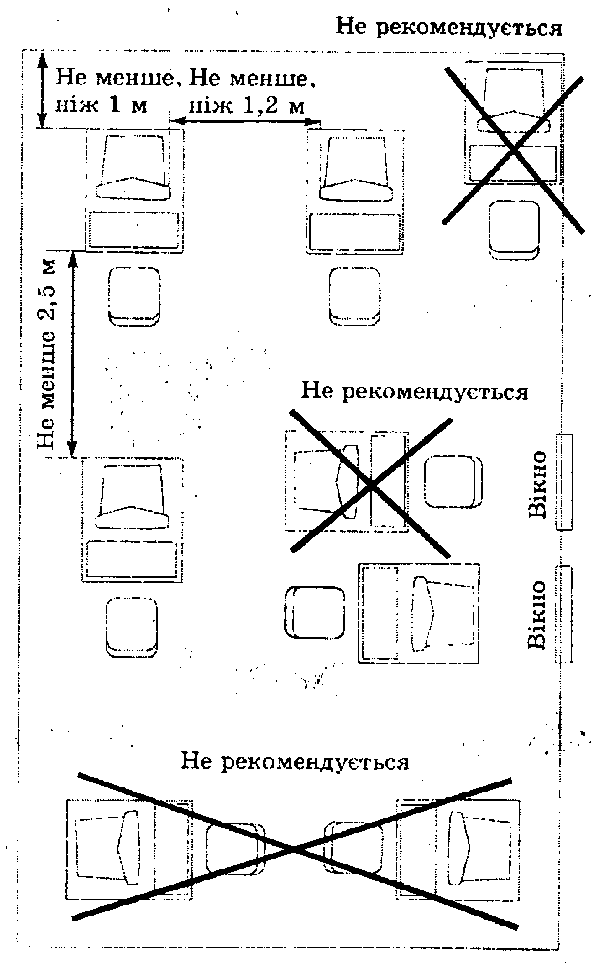 Не рекомендується
Не менше,
ніж 1 м
Не менше,
ніж 1,2 м
Не менше 2,5 м
Не рекомендується
Вікно
Вікно
Не рекомендується